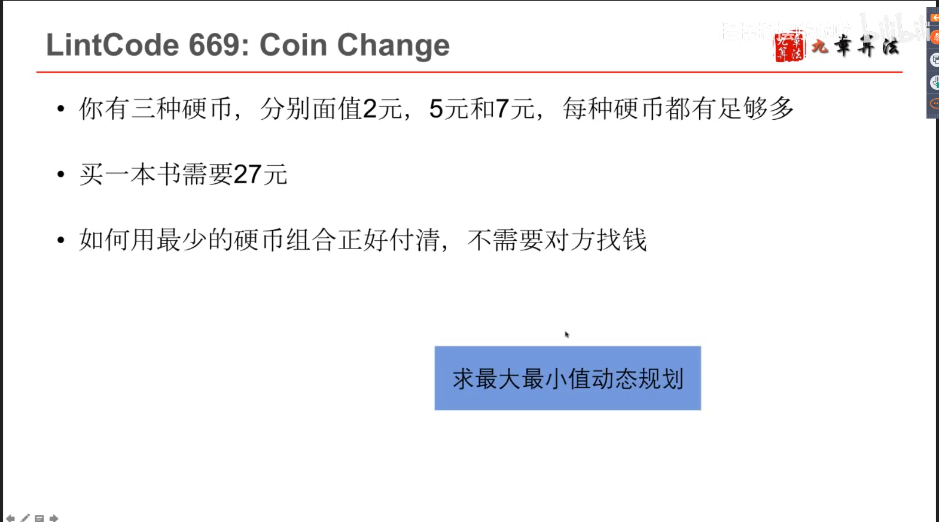 LintCode 669: Coin Change
九章算法
• 你有三种硬币，分别面值2元，5元和7元，每种硬币都有足够多
• 买一本书需要27元
• 如何用最少的硬币组合正好付清，不需要对方找钱
求最大最小值动态规划